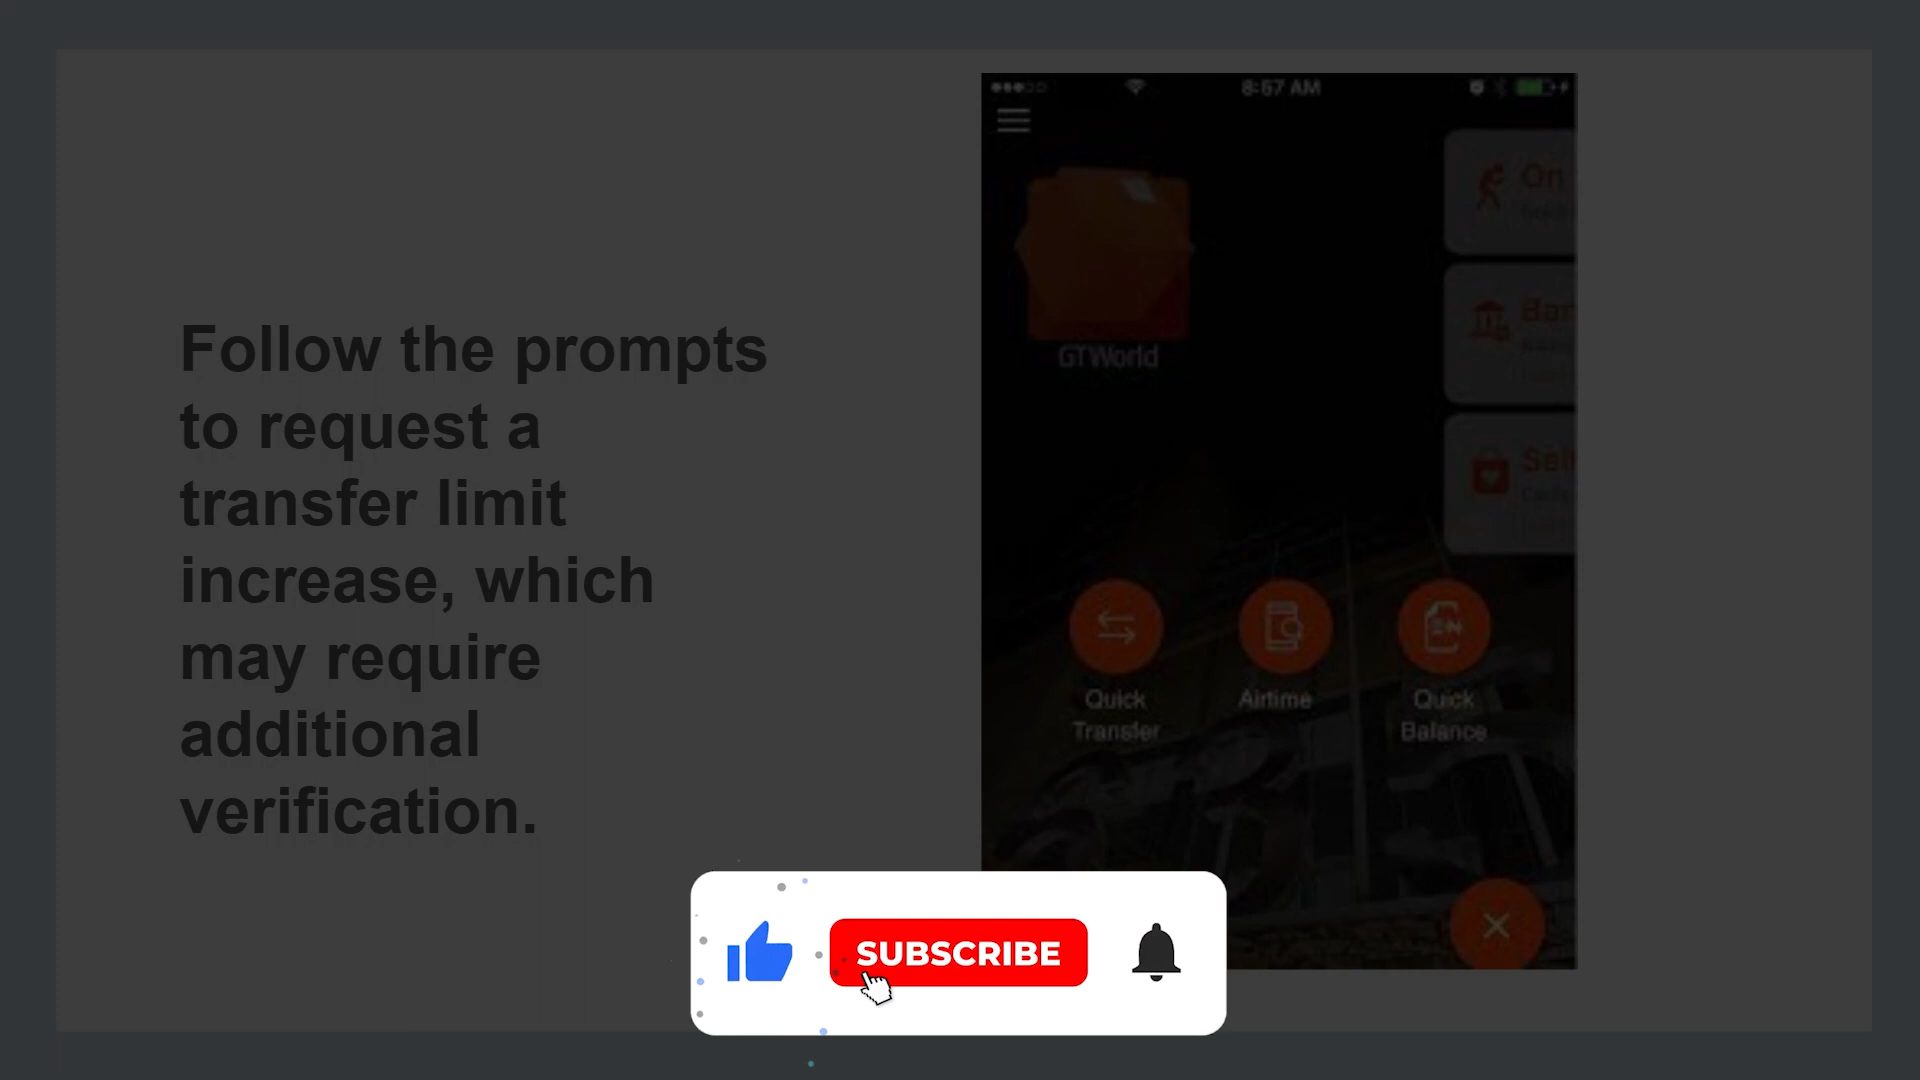 Follow the prompts
to request a
transfer limit
increase, which
may require
additional
verification.
8:57 AM
On
GTWorld
Quick
Transfer
Airtime
Quick
Balance
SUBSCRIBE